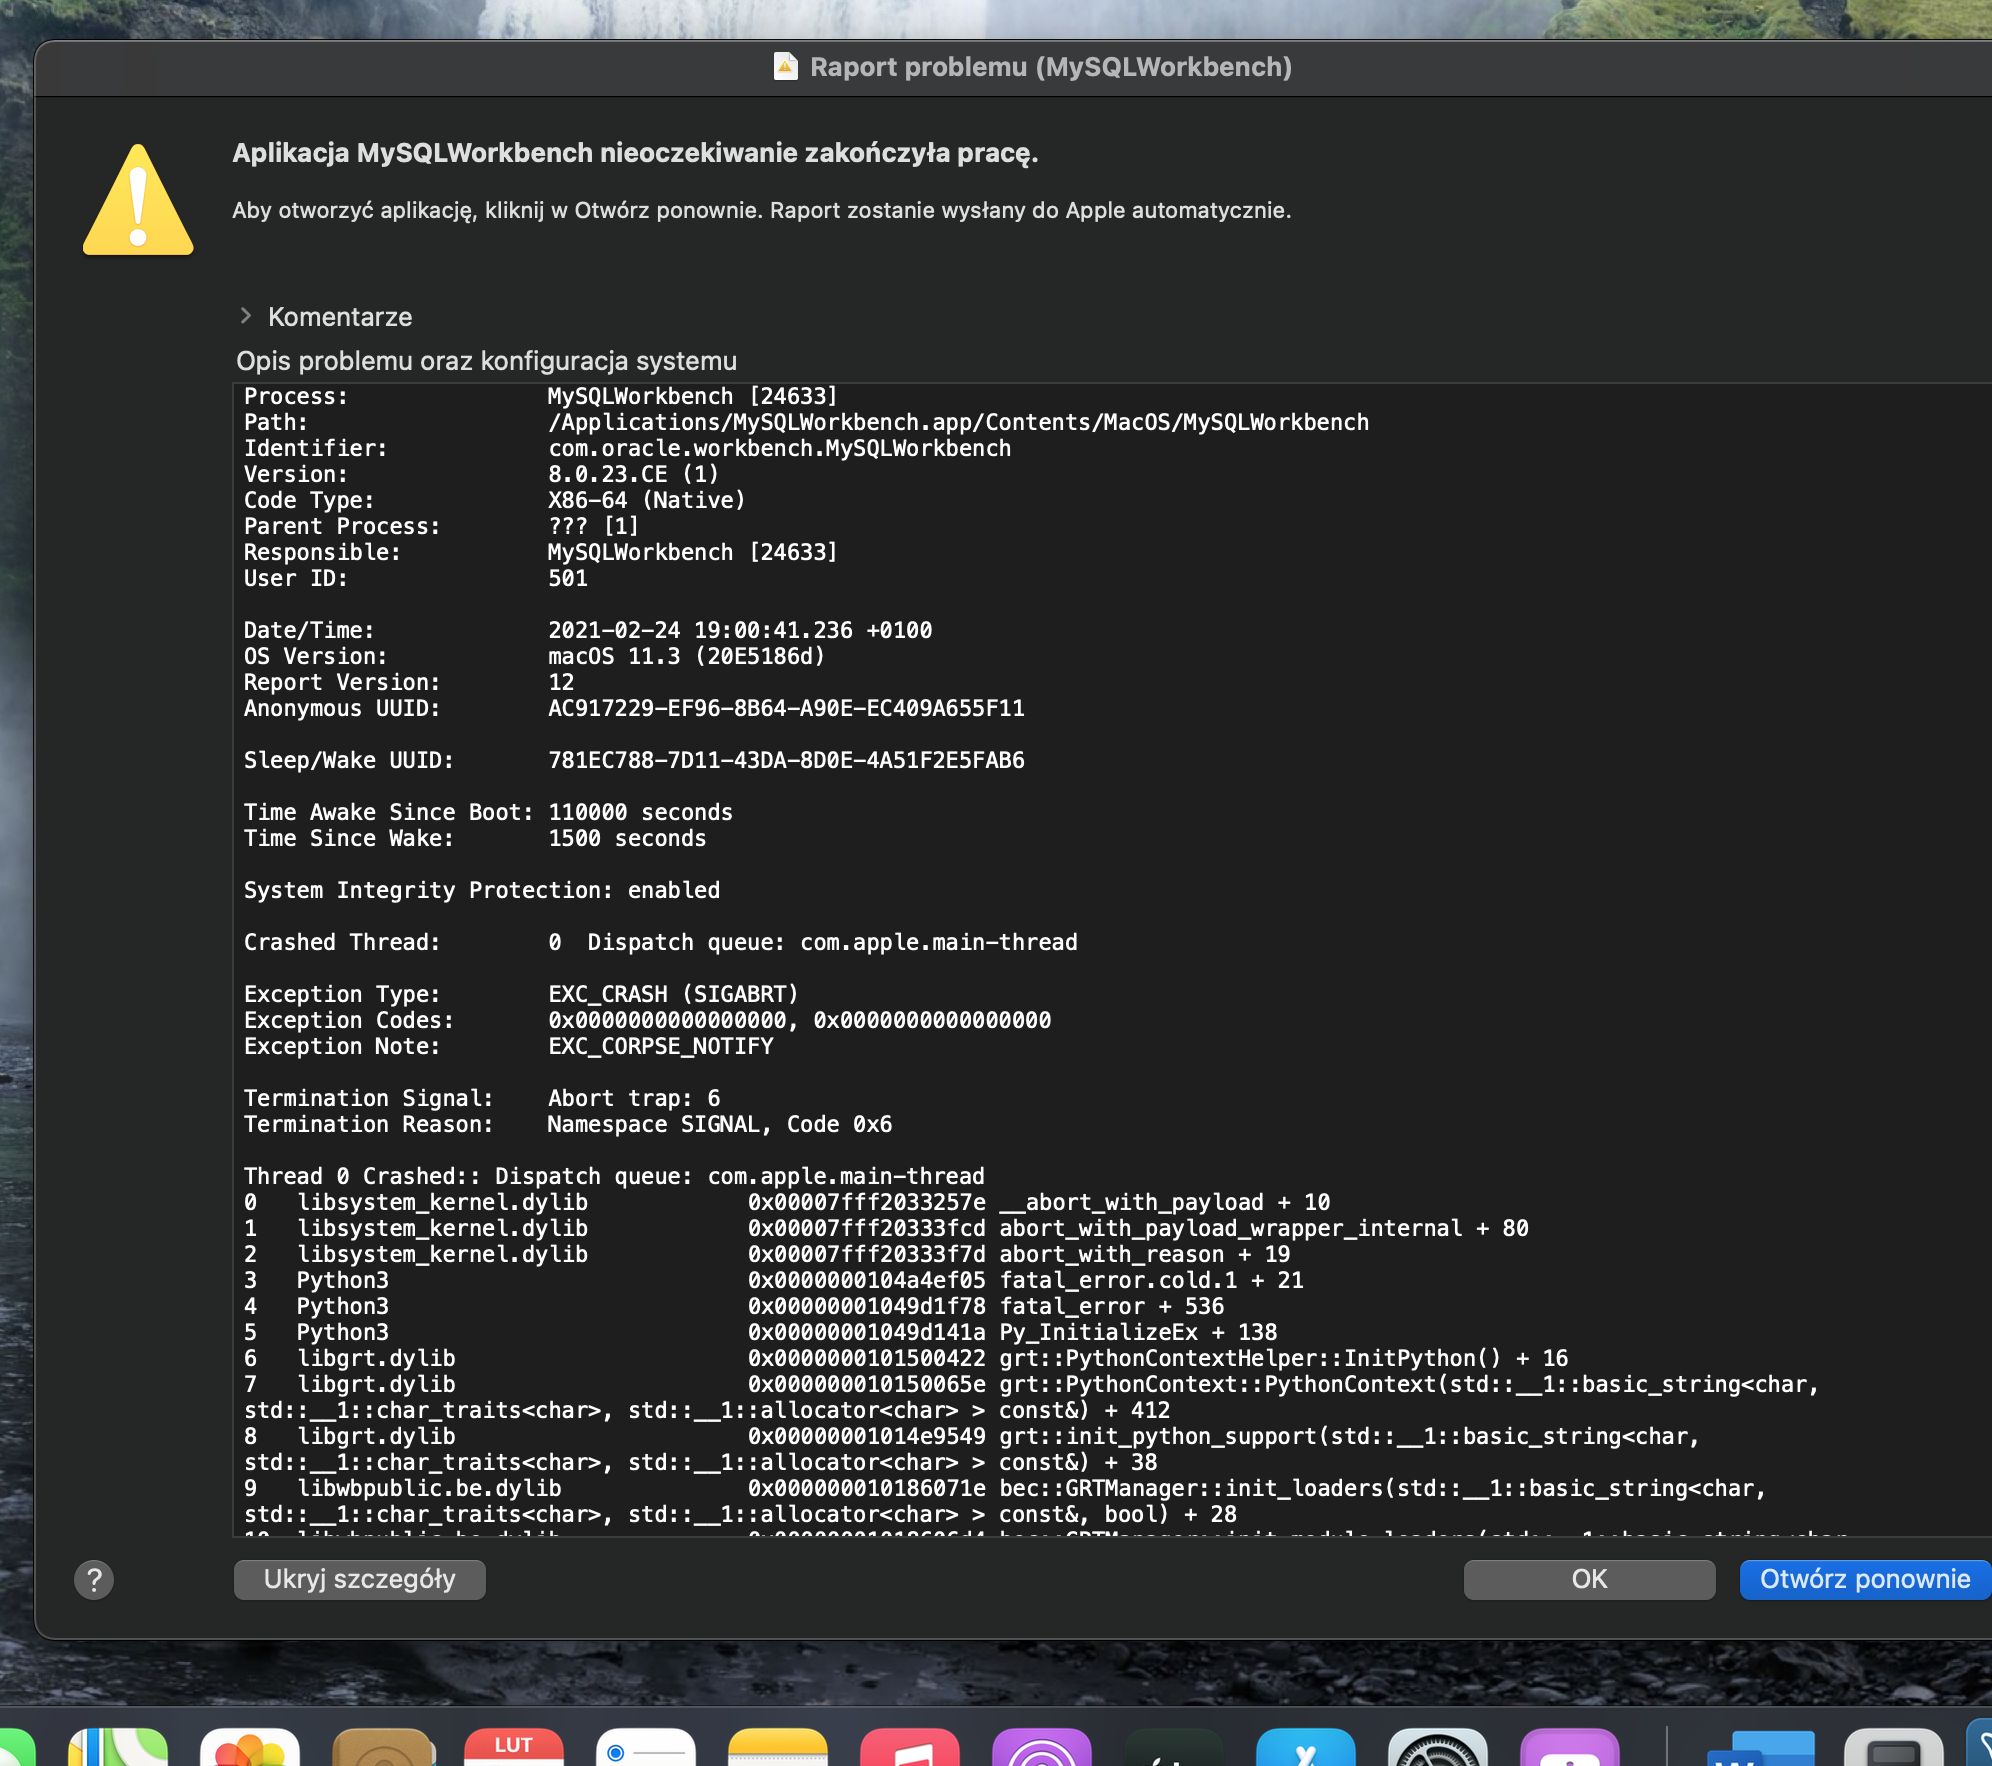 Raport problemu (MySQLWorkbench)
Aplikacja MySQLWorkbench nieoczekiwanie zakończyła pracę.
Aby otworzyć aplikację, kliknij w Otwórz ponownie. Raport zostanie wysłany do Apple automatycznie.
Komentarze
Opis problemu oraz konfiguracja systemu
Process: MySQLWorkbench [24633]
Path: /Applications/MySQLWorkbench.app/Contents/MacOS/MySQLWorkbench
Identifier: com.oracle.workbench.MySQLWorkbench
Version: 8.0.23.CE (1)
Code Type: X86-64 (Native)
Parent Process: ??? [1]
Responsible: MySQLWorkbench [24633]
User ID: 501
Date/Time: 2021-02-24 19:00:41.236 +0100
OS Version: macOS 11.3 (20E5186d)
Report Version: 12
Anonymous UUID: AC917229-EF96-8B64-A90E-EC409A655F11
Sleep/Wake UUID: 781EC788-7D11-43DA-8D0E-4A51F2E5FAB6
Time Awake Since Boot: 110000 seconds
Time Since Wake: 1500 seconds
System Integrity Protection: enabled
Crashed Thread: 0 Dispatch queue: com.apple.main-thread
Exception Type: EXC_CRASH (SIGABRT)
Exception Codes: 0x0000000000000000, 0x0000000000000000
Exception Note: EXC_CORPSE_NOTIFY
Termination Signal: Abort trap: 6
Termination Reason: Namespace SIGNAL, Code 0x6
Thread 0 Crashed:: Dispatch queue: com.apple.main-thread
0 libsystem_kernel.dylib 0x00007fff2033257e __abort_with_payload + 10
1 libsystem_kernel.dylib 0x00007fff20333fcd abort_with_payload_wrapper_internal + 80
2 libsystem_kernel.dylib 0x00007fff20333f7d abort_with_reason + 19
3 Python3 0x0000000104a4ef05 fatal_error.cold.1 + 21
4 Python3 0x00000001049d1f78 fatal_error + 536
5 Python3 0x00000001049d141a Py_InitializeEx + 138
6 libgrt.dylib 0x0000000101500422 grt::PythonContextHelper::InitPython() + 16
7 libgrt.dylib 0x000000010150065e grt::PythonContext::PythonContext(std::__1::basic_string<char,
std::__1::char_traits<char>, std::__1::allocator<char> > const&) + 412
8 libgrt.dylib 0x00000001014e9549 grt::init_python_support(std::__1::basic_string<char,
std::__1::char_traits<char>, std::__1::allocator<char> > const&) + 38
9 libwbpublic.be.dylib 0x000000010186071e bec::GRTManager::init_loaders(std::__1::basic_string<char,
std::__1::char_traits<char>, std::__1::allocator<char> > const&, bool) + 28
?
Ukryj szczegóły
OK
Otwórz ponownie
LUT